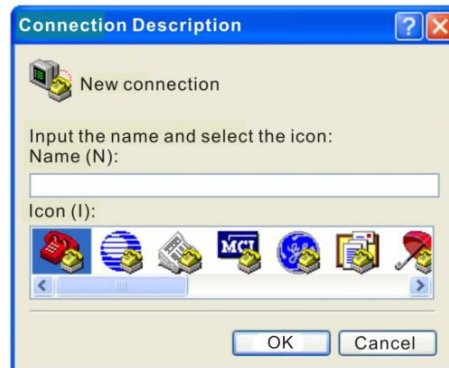 Connection Description
New connection
Input the name and select the icon:
Name (N):
Icon (I):
MCI
OK
Cancel